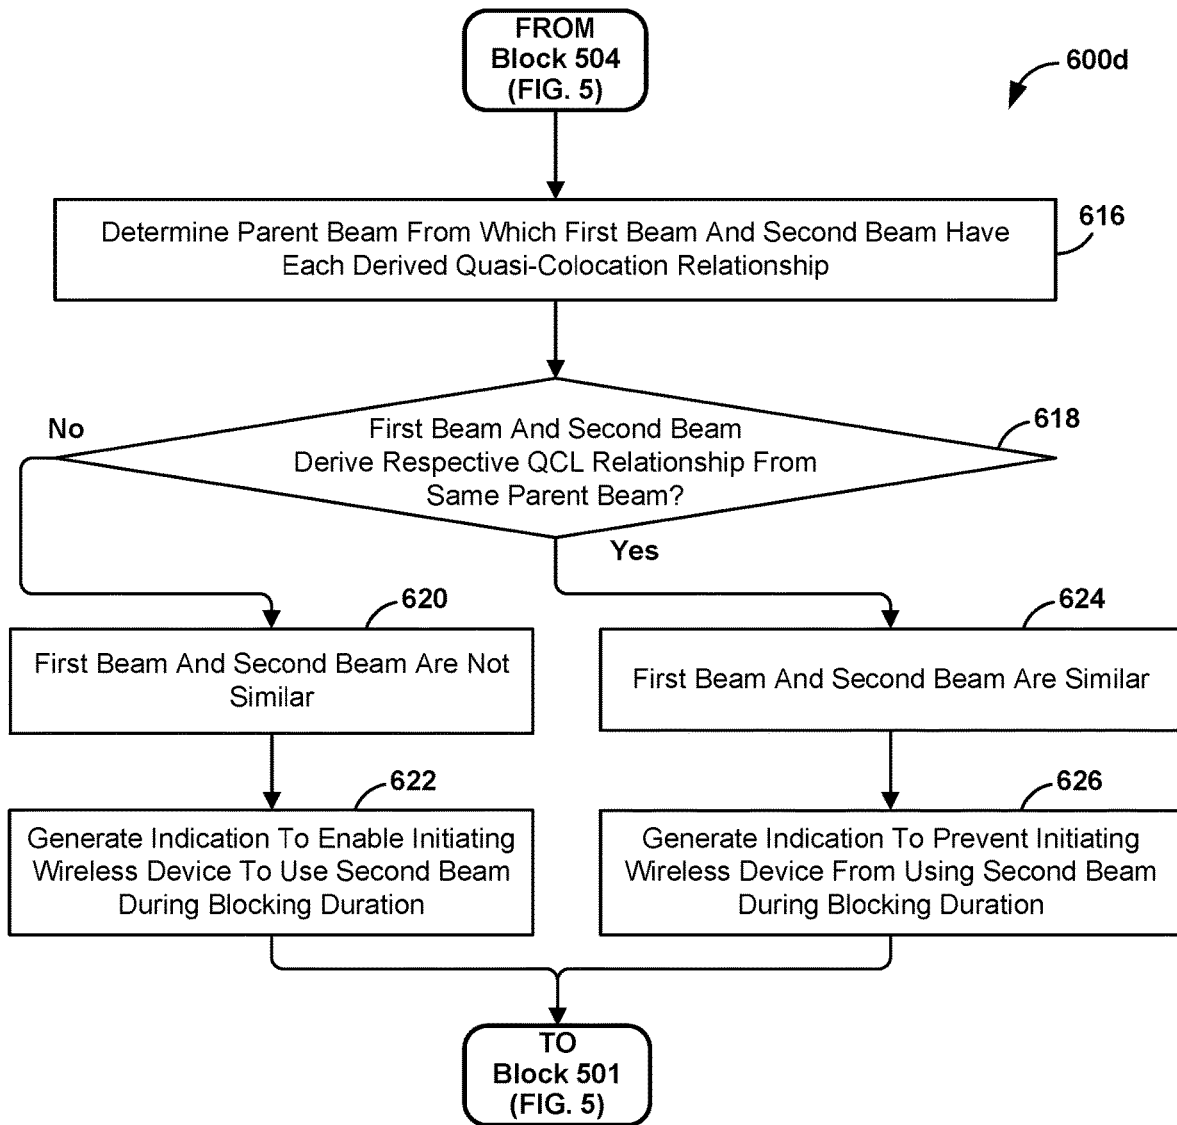 FROM
Block 504
(FIG. 5)
600d
Determine Parent Beam From Which First Beam And Second Beam Have
Each Derived Quasi-Colocation Relationship
616
No
First Beam And Second Beam
Derive Respective QCL Relationship From
Same Parent Beam?
618
Yes
620
First Beam And Second Beam Are Not
Similar
624
First Beam And Second Beam Are Similar
622
Generate Indication To Enable Initiating
Wireless Device To Use Second Beam
During Blocking Duration
626
Generate Indication To Prevent Initiating
Wireless Device From Using Second Beam
During Blocking Duration
TO
Block 501
(FIG. 5)